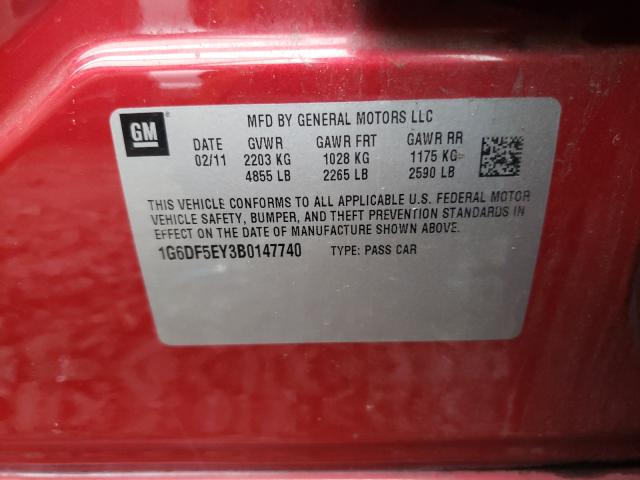 GM
MFD BY GENERAL MOTORS LLC
DATE GVWR GAWR FRT GAWR RR
02/11 2203 KG 1028 KG 1175 KG
4855 LB 2265 LB 2590 LB
THIS VEHICLE CONFORMS TO ALL APPLICABLE U.S. FEDERAL MOTOR
VEHICLE SAFETY, BUMPER, AND THEFT PREVENTION STANDARDS IN
EFFECT ON THE DATE OF MANUFACTURE SHOWN ABOVE.
1G6DF5EY3B0147740 TYPE: PASS CAR